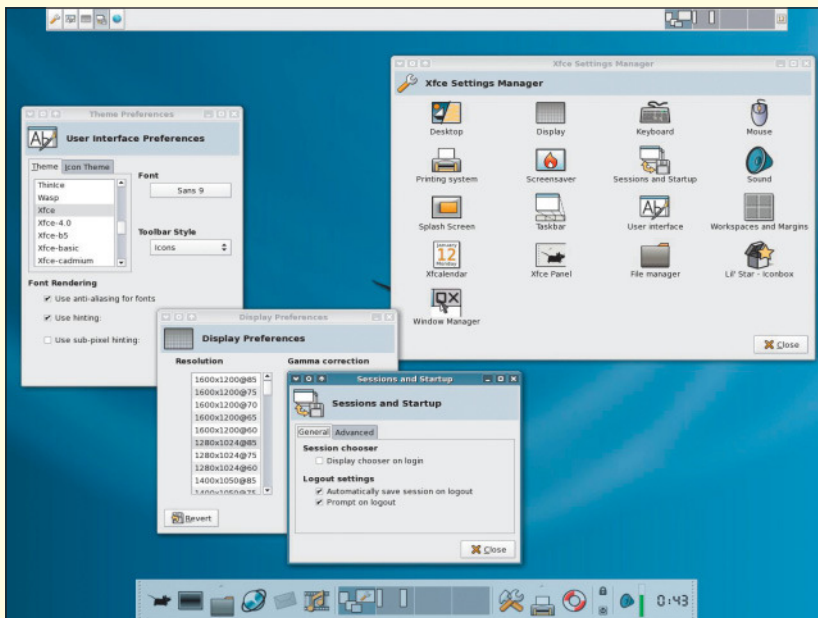 Xfce Settings Manager
Xfce Settings Manager
Desktop
Display
Keyboard
Mouse
Printing system
Screensaver
Sessions and Startup
Sound
Splash Screen
Taskbar
User interface
Workspaces and Margins
January
12
Monday
Xfcalendar
Xfce Panel
File manager
Lil' Star - Iconbox
Window Manager
Close
Theme Preferences
User Interface Preferences
Theme
Icon Theme
ThinIce
Wasp
Xfce
Xfce-4.0
Xfce-b5
Xfce-basic
Xfce-cadmium
Font
Sans 9
Toolbar Style
Icons
Font Rendering
Use anti-aliasing for fonts
Use hinting:
Use sub-pixel hinting:
Display Preferences
Display Preferences
Resolution
Gamma correction
1600x1200@85
1600x1200@75
1600x1200@70
1600x1200@65
1600x1200@60
1280x1024@85
1280x1024@75
1280x1024@60
1400x1050@85
1400x1050@75
Revert
Sessions and Startup
Sessions and Startup
General
Advanced
Session chooser
Display chooser on login
Logout settings
Automatically save session on logout
Prompt on logout
Close
0:43